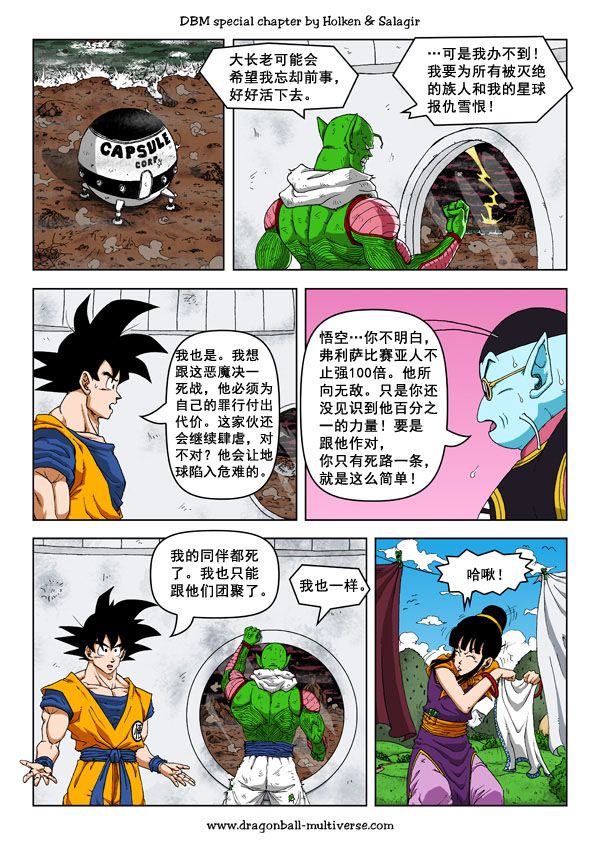 DBM special chapter by Holken & Salagir
CAPSULE
CORP.
大长老可能会
希望我忘却前事，
好好活下去。
…可是我办不到！
我要为所有被灭绝
的族人和我的星球
报仇雪恨！
我也是。我想
跟这恶魔决一
死战，他必须为
自己的罪行付出
代价。这家伙还
会继续肆虐，对
不对？他会让地
球陷入危难的。
悟空…你不明白，
弗利萨比赛亚人不
止强100倍。他所
向无敌。只是你还
没见识到他百分之
一的力量！要是
跟他作对，
你只有死路一条，
就是这么简单！
我的同伴都死
了。我也只能
跟他们团聚了。
我也一样。
哈啾！
www.dragonball-multiverse.com